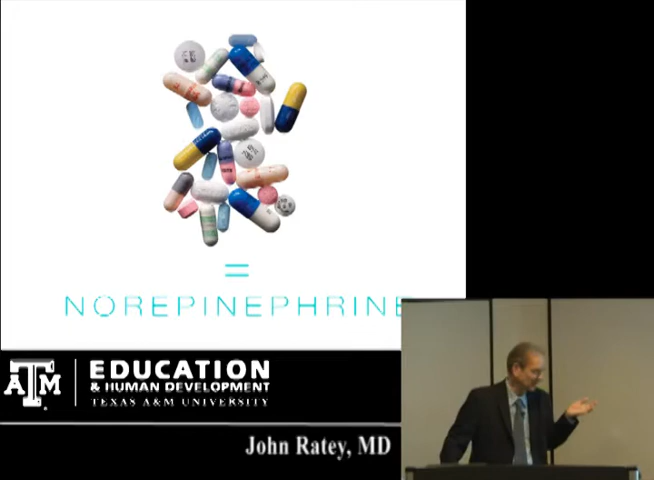 =
NOREPINEPHRINE
A&M
EDUCATION
& HUMAN DEVELOPMENT
TEXAS A&M UNIVERSITY
John Ratey, MD